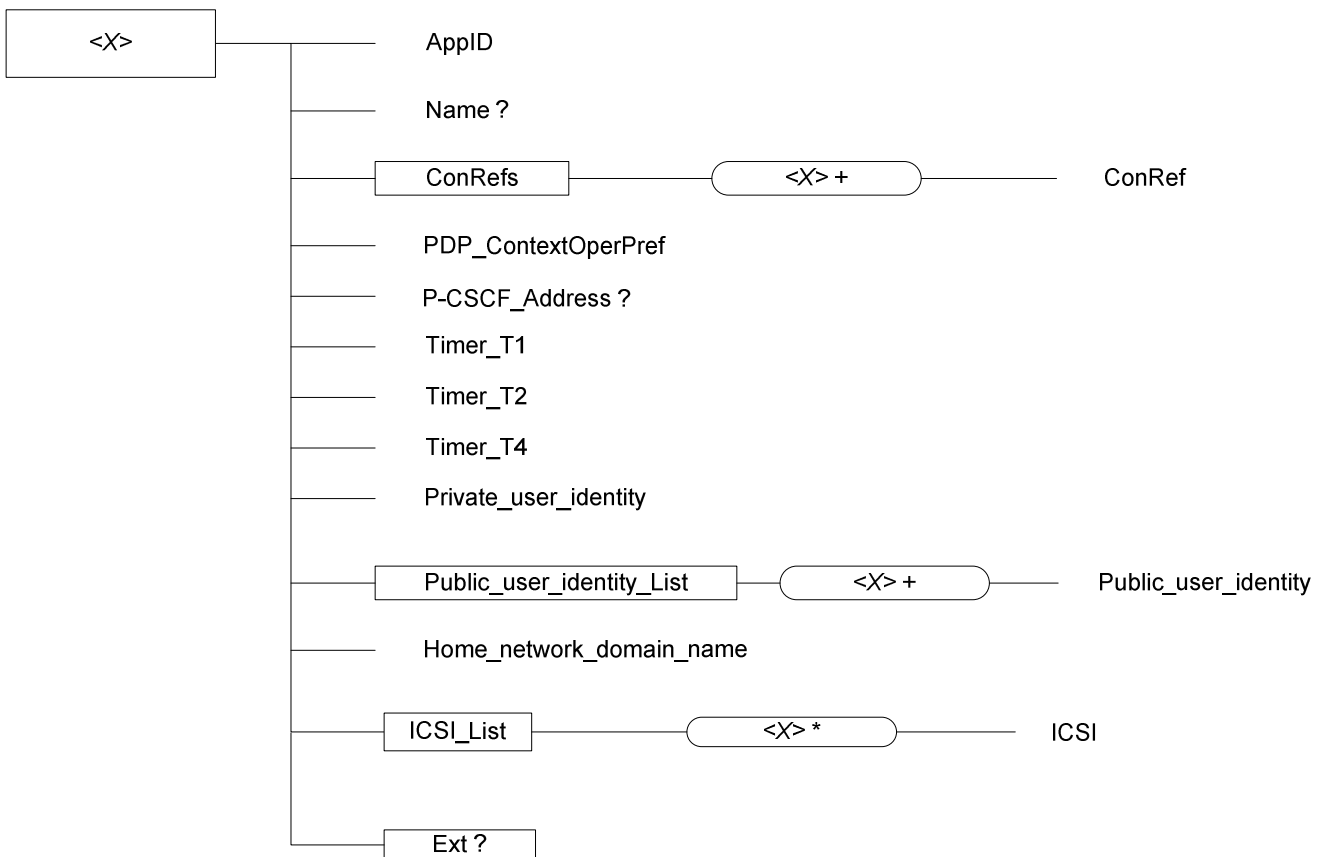 <X>
AppID
Name ?
ConRefs
<X> +
ConRef
PDP_ContextOperPref
P-CSCF_Address ?
Timer_T1
Timer_T2
Timer_T4
Private_user_identity
Public_user_identity_List
<X> +
Public_user_identity
Home_network_domain_name
ICSI_List
<X> *
ICSI
Ext ?